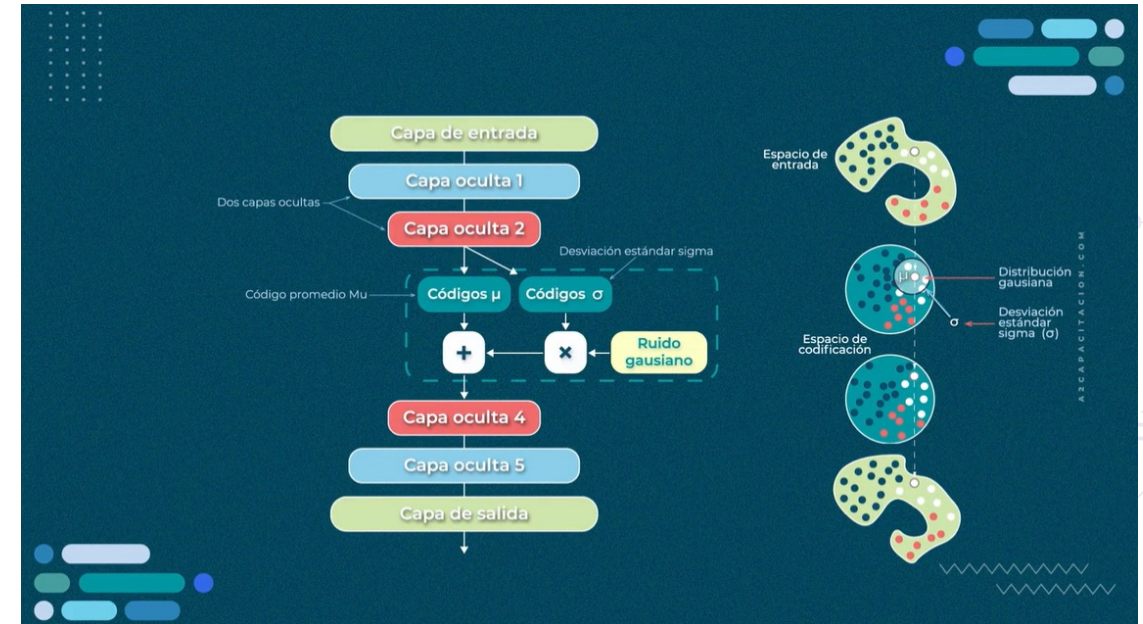 Capa de entrada
Capa oculta 1
Dos capas ocultas
Capa oculta 2
Desviación estándar sigma
Código promedio Mu
Códigos μ
Códigos σ
+
×
Ruido
gaussiano
Capa oculta 4
Capa oculta 5
Capa de salida
Espacio de
entrada
μ
Distribución
gaussiana
σ
Desviación
estándar
sigma (σ)
Espacio de
codificación
A2CAPACITACION.COM